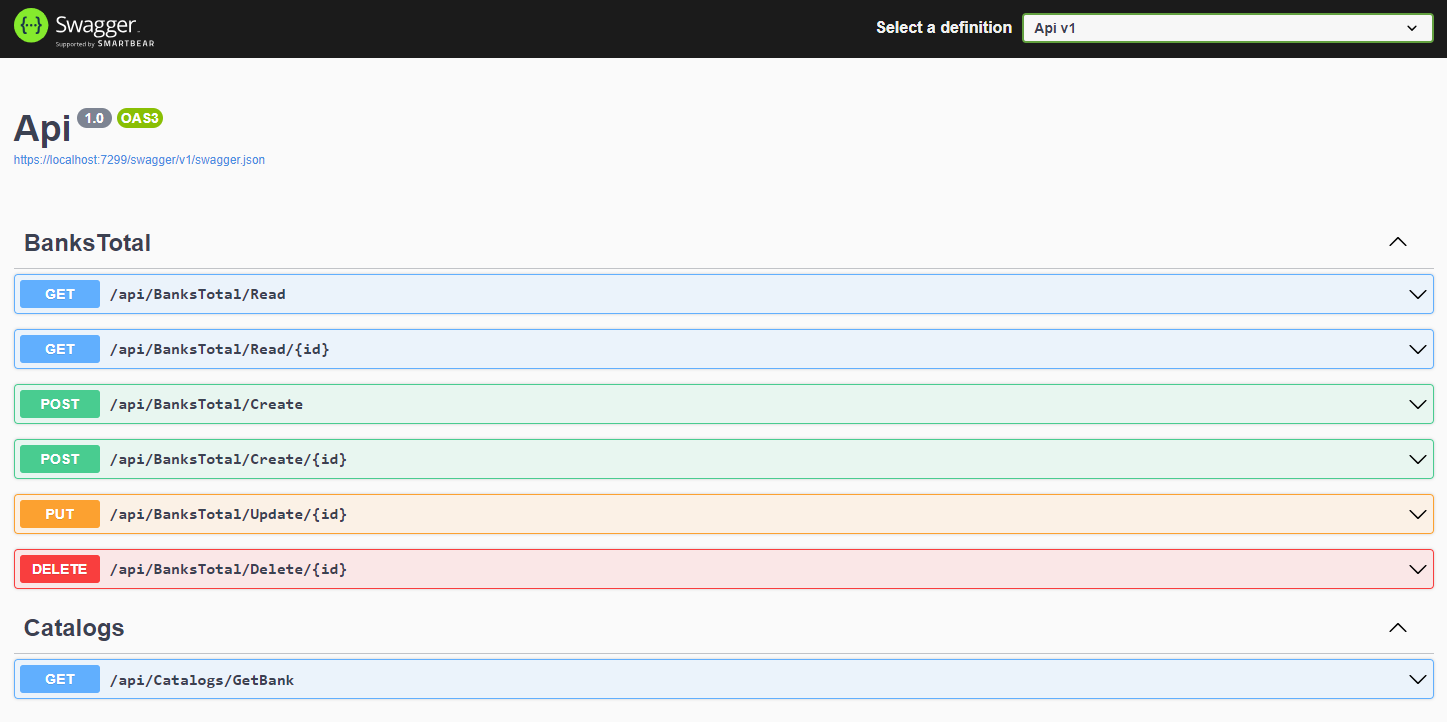 {···} Swagger.
Supported by SMARTBEAR
Select a definition
Api v1
Api 1.0 OAS3
https://localhost:7299/swagger/v1/swagger.json
BanksTotal
GET /api/BanksTotal/Read
GET /api/BanksTotal/Read/{id}
POST /api/BanksTotal/Create
POST /api/BanksTotal/Create/{id}
PUT /api/BanksTotal/Update/{id}
DELETE /api/BanksTotal/Delete/{id}
Catalogs
GET /api/Catalogs/GetBank